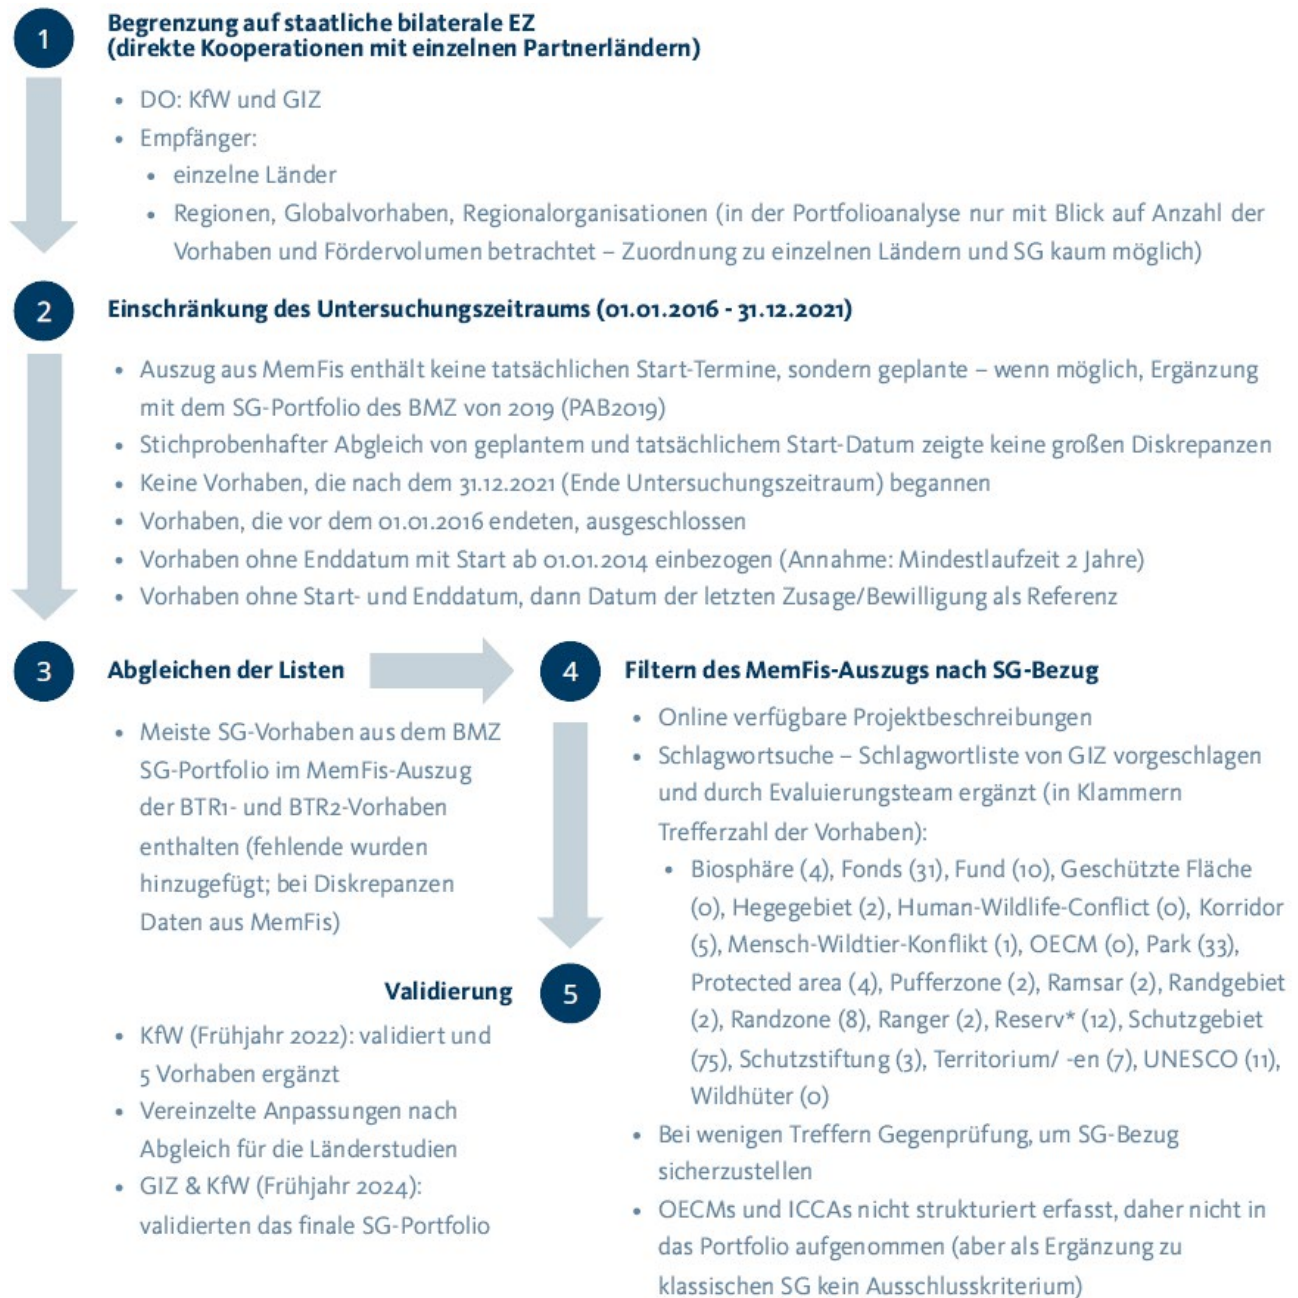 1
Begrenzung auf staatliche bilaterale EZ
(direkte Kooperationen mit einzelnen Partnerländern)
• DO: KfW und GIZ
• Empfänger:
• einzelne Länder
• Regionen, Globalvorhaben, Regionalorganisationen (in der Portfolioanalyse nur mit Blick auf Anzahl der
Vorhaben und Fördervolumen betrachtet – Zuordnung zu einzelnen Ländern und SG kaum möglich)
2
Einschränkung des Untersuchungszeitraums (01.01.2016 - 31.12.2021)
• Auszug aus MemFis enthält keine tatsächlichen Start-Termine, sondern geplante – wenn möglich, Ergänzung
mit dem SG-Portfolio des BMZ von 2019 (PAB2019)
• Stichprobenhafter Abgleich von geplantem und tatsächlichem Start-Datum zeigte keine großen Diskrepanzen
• Keine Vorhaben, die nach dem 31.12.2021 (Ende Untersuchungszeitraum) begannen
• Vorhaben, die vor dem 01.01.2016 endeten, ausgeschlossen
• Vorhaben ohne Enddatum mit Start ab 01.01.2014 einbezogen (Annahme: Mindestlaufzeit 2 Jahre)
• Vorhaben ohne Start- und Enddatum, dann Datum der letzten Zusage/Bewilligung als Referenz
3
Abgleichen der Listen
• Meiste SG-Vorhaben aus dem BMZ
SG-Portfolio im MemFis-Auszug
der BTR1- und BTR2-Vorhaben
enthalten (fehlende wurden
hinzugefügt; bei Diskrepanzen
Daten aus MemFis)
4
Filtern des MemFis-Auszugs nach SG-Bezug
• Online verfügbare Projektbeschreibungen
• Schlagwortsuche – Schlagwortliste von GIZ vorgeschlagen
und durch Evaluierungsteam ergänzt (in Klammern
Trefferzahl der Vorhaben):
• Biosphäre (4), Fonds (31), Fund (10), Geschützte Fläche
(0), Hegegebiet (2), Human-Wildlife-Conflict (0), Korridor
(5), Mensch-Wildtier-Konflikt (1), OECM (0), Park (33),
Protected area (4), Pufferzone (2), Ramsar (2), Randgebiet
(2), Randzone (8), Ranger (2), Reserv* (12), Schutzgebiet
(75), Schutzstiftung (3), Territorium/ -en (7), UNESCO (11),
Wildhüter (0)
• Bei wenigen Treffern Gegenprüfung, um SG-Bezug
sicherzustellen
• OECMs und ICCAs nicht strukturiert erfasst, daher nicht in
das Portfolio aufgenommen (aber als Ergänzung zu
klassischen SG kein Ausschlusskriterium)
Validierung
5
• KfW (Frühjahr 2022): validiert und
5 Vorhaben ergänzt
• Vereinzelte Anpassungen nach
Abgleich für die Länderstudien
• GIZ & KfW (Frühjahr 2024):
validierten das finale SG-Portfolio